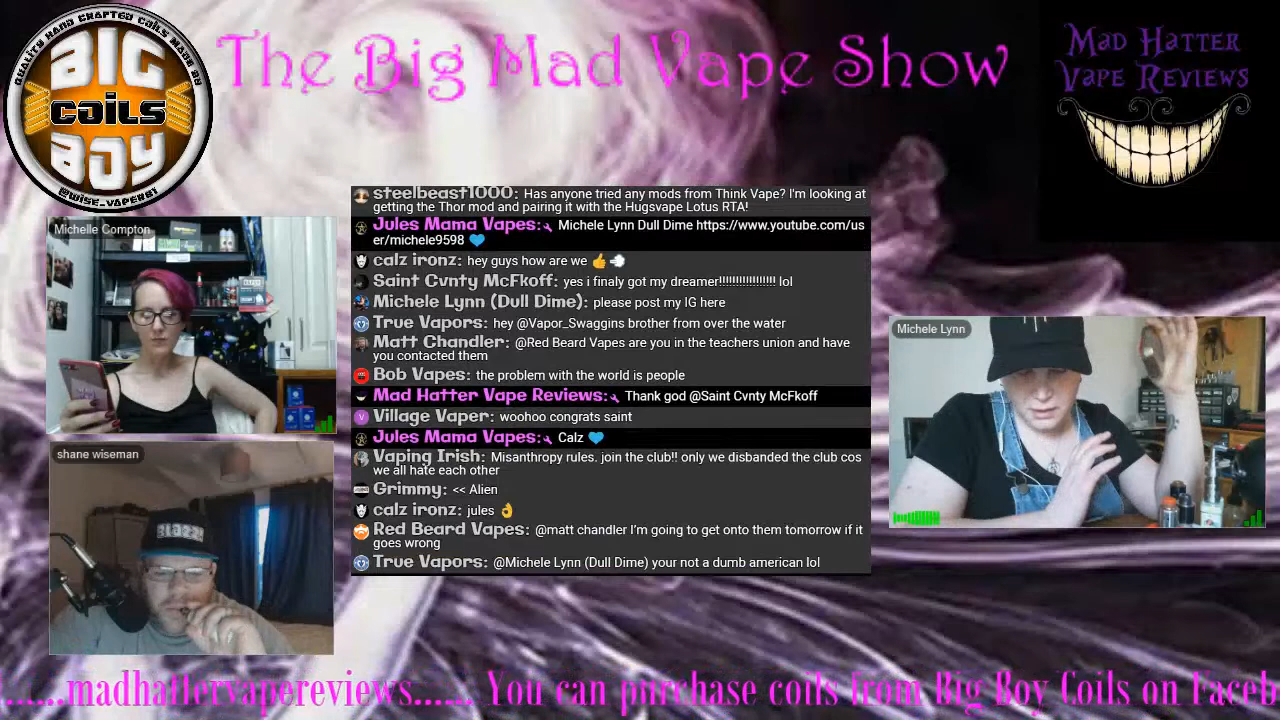 QUALITY HAND CRAFTED COILS MADE BY
BIG
COILS
BOY
@WISE_VAPER81
The Big Mad Vape Show
MAD HATTER
VAPE REVIEWS
Michelle Compton
shane wiseman
steelbeast1000: Has anyone tried any mods from Think Vape? I'm looking at
getting the Thor mod and pairing it with the Hugsvape Lotus RTA!
Jules Mama Vapes: Michele Lynn Dull Dime https://www.youtube.com/us
er/michele9598 💙
calz ironz: hey guys how are we 👍💨
Saint Cvnty McFkoff: yes i finaly got my dreamer!!!!!!!!!!!!!!!!! lol
Michele Lynn (Dull Dime): please post my IG here
True Vapors: hey @Vapor_Swaggins brother from over the water
Matt Chandler: @Red Beard Vapes are you in the teachers union and have
you contacted them
Bob Vapes: the problem with the world is people
Mad Hatter Vape Reviews: Thank god @Saint Cvnty McFkoff
Village Vaper: woohoo congrats saint
Jules Mama Vapes: Calz 💙
Vaping Irish: Misanthropy rules. join the club!! only we disbanded the club cos
we all hate each other
Grimmy: << Alien
calz ironz: jules 👌
Red Beard Vapes: @matt chandler I'm going to get onto them tomorrow if it
goes wrong
True Vapors: @Michele Lynn (Dull Dime) your not a dumb american lol
Michele Lynn
......madhattervapereviews...... You can purchase coils from Big Boy Coils on Faceb